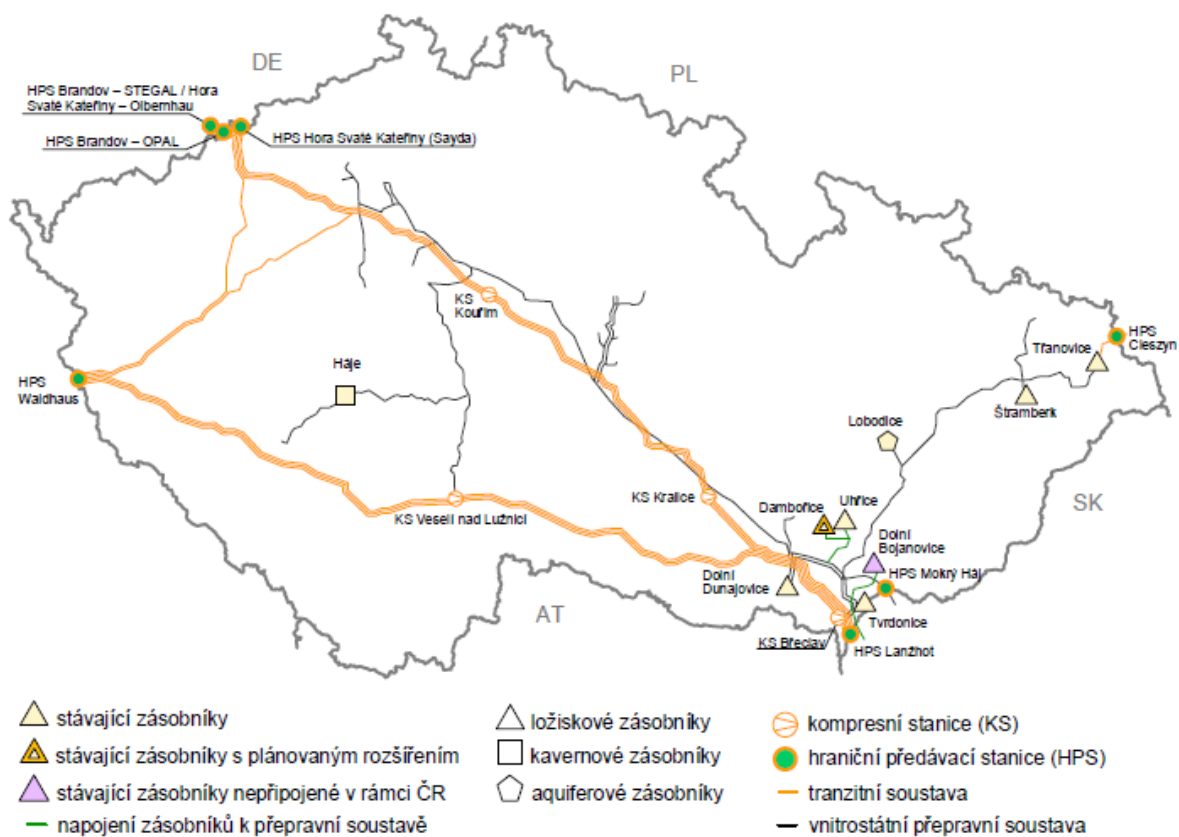 DE
PL
HPS Brandov – STEGAL / Hora
Svaté Kateřiny – Olbernhau
HPS Brandov – OPAL
HPS Hora Svaté Kateřiny (Sayda)
KS
Kouřim
HPS
Cieszyn
Třanovice
Háje
HPS
Waldhaus
Štramberk
Lobodice
KS Kralice
Uhřice
Dambořice
SK
KS Veselí nad Lužnicí
Dolní
Bojanovice
HPS Mokrý Háj
Dolní
Dunajovice
AT
Tvrdonice
KS Břeclav
HPS Lanžhot
stávající zásobníky
ložiskové zásobníky
kompresní stanice (KS)
stávající zásobníky s plánovaným rozšířením
kavernové zásobníky
hraniční předávací stanice (HPS)
stávající zásobníky nepřipojené v rámci ČR
aquiferové zásobníky
tranzitní soustava
napojení zásobníků k přepravní soustavě
vnitrostátní přepravní soustava